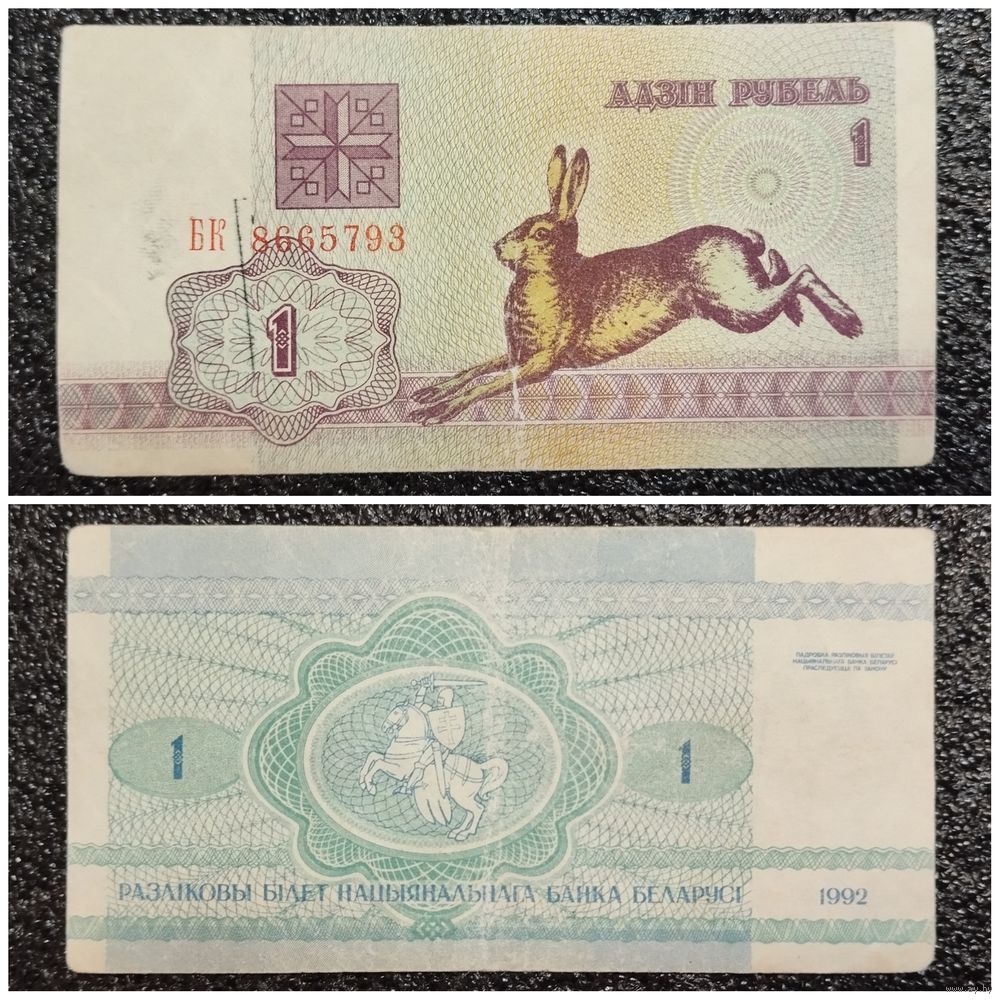 АДЗІН РУБЕЛЬ
1
БК 8665793
1
ПАДРОБКА РАЗЛІКОВЫХ БІЛЕТАЎ
НАЦЫЯНАЛЬНАГА БАНКА БЕЛАРУСІ
ПРАСЛЕДУЕЦЦА ПА ЗАКОНУ
1 1
РАЗЛІКОВЫ БІЛЕТ НАЦЫЯНАЛЬНАГА БАНКА БЕЛАРУСІ 1992